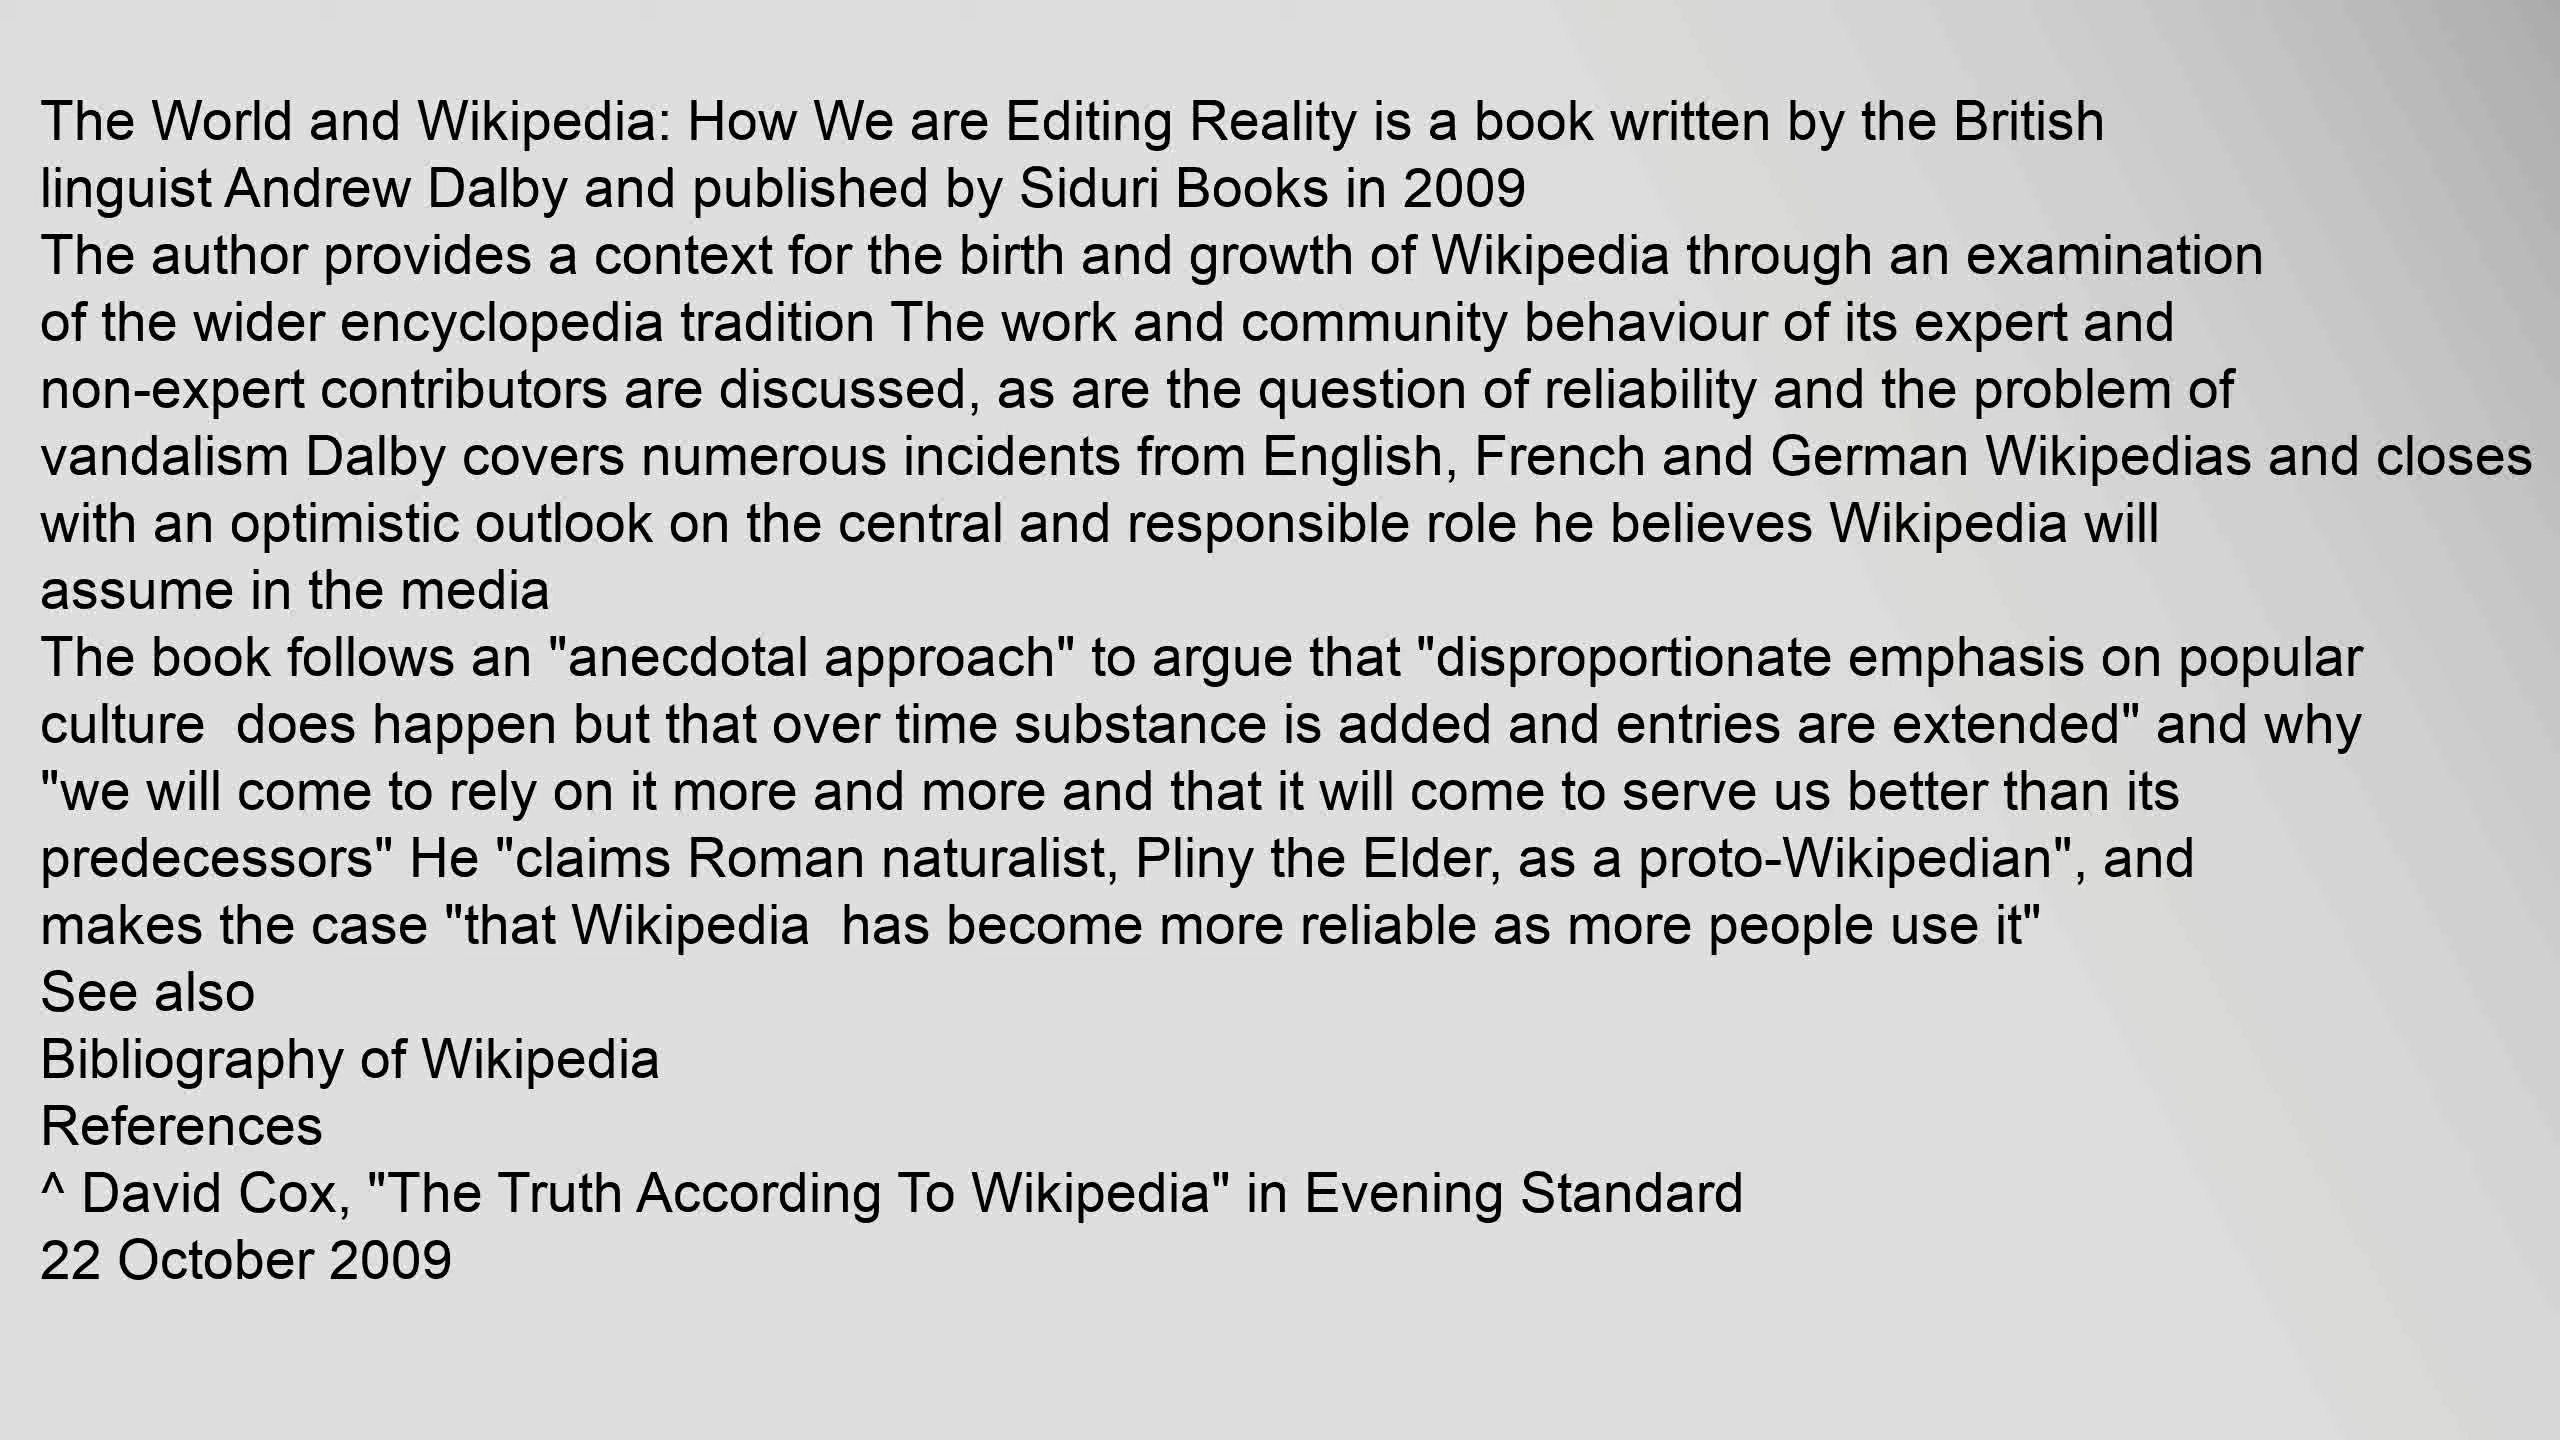 The World and Wikipedia: How We are Editing Reality is a book written by the British
linguist Andrew Dalby and published by Siduri Books in 2009
The author provides a context for the birth and growth of Wikipedia through an examination
of the wider encyclopedia tradition The work and community behaviour of its expert and
non-expert contributors are discussed, as are the question of reliability and the problem of
vandalism Dalby covers numerous incidents from English, French and German Wikipedias and closes
with an optimistic outlook on the central and responsible role he believes Wikipedia will
assume in the media
The book follows an "anecdotal approach" to argue that "disproportionate emphasis on popular
culture  does happen but that over time substance is added and entries are extended" and why
"we will come to rely on it more and more and that it will come to serve us better than its
predecessors" He "claims Roman naturalist, Pliny the Elder, as a proto-Wikipedian", and
makes the case "that Wikipedia  has become more reliable as more people use it"
See also
Bibliography of Wikipedia
References
^ David Cox, "The Truth According To Wikipedia" in Evening Standard
22 October 2009